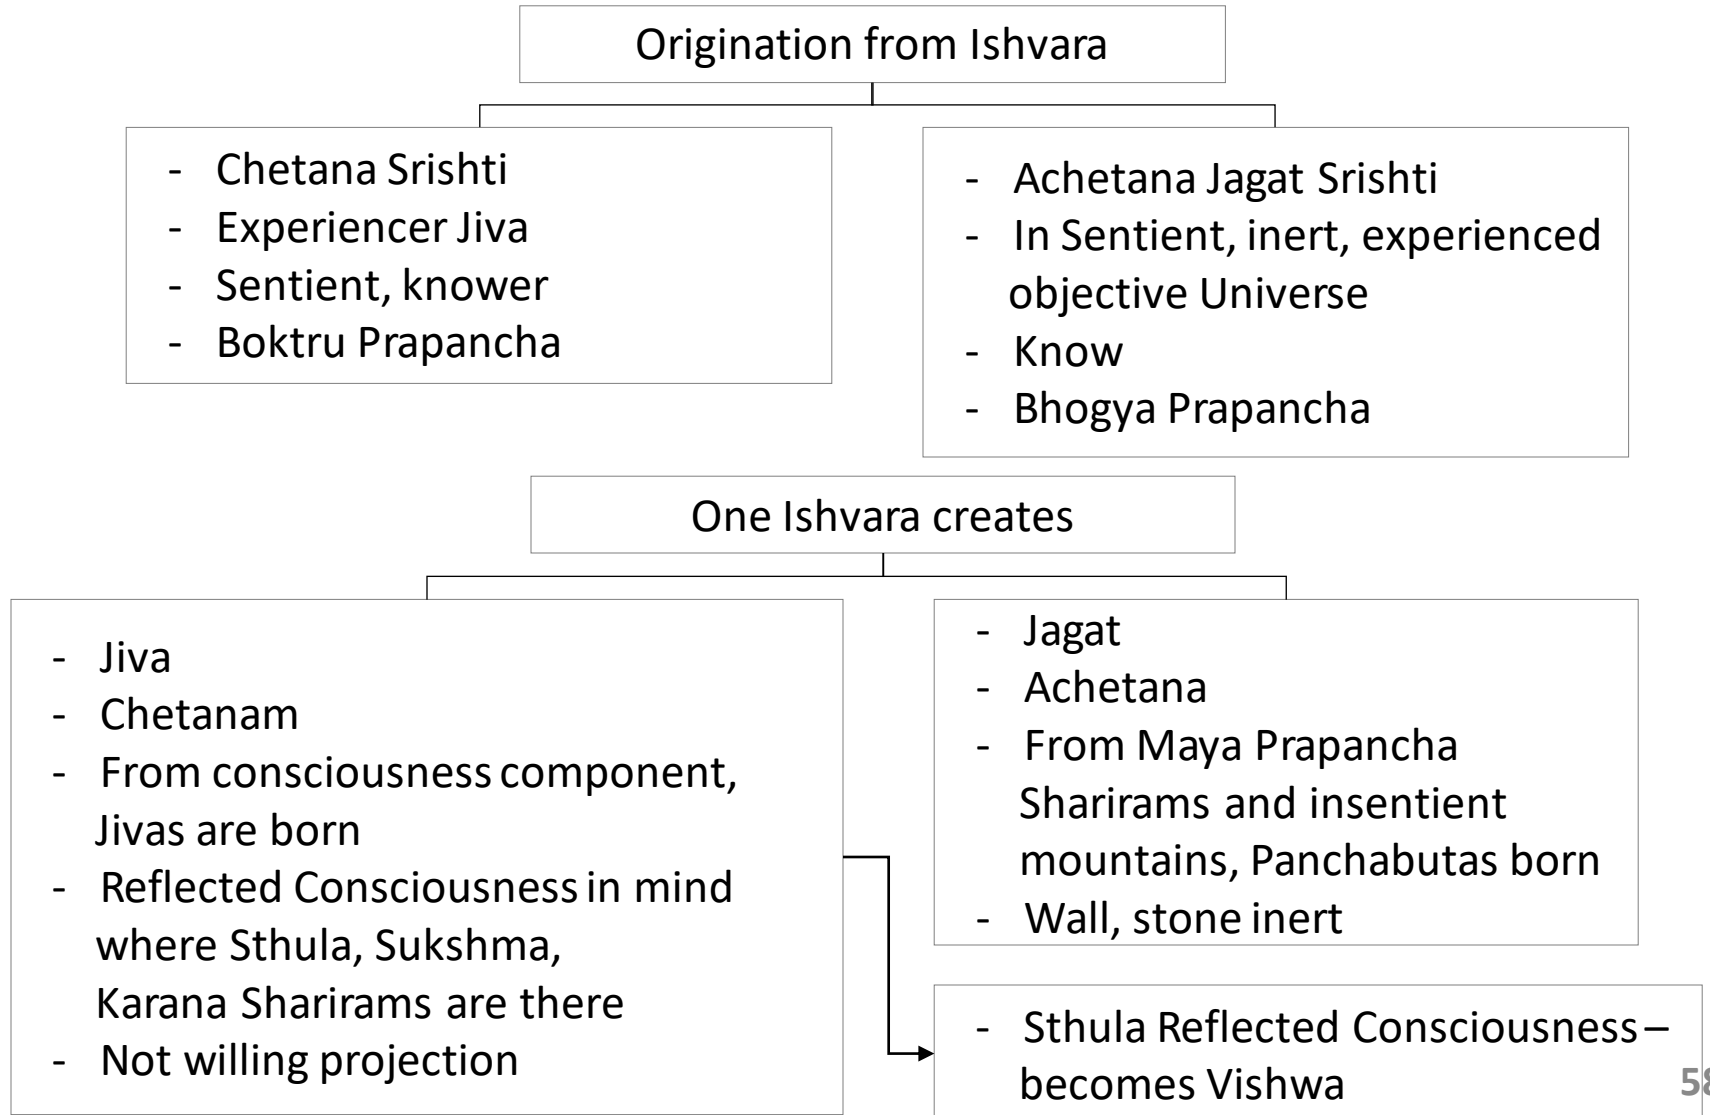 Origination from Ishvara
- Chetana Srishti
- Experiencer Jiva
- Sentient, knower
- Boktru Prapancha
- Achetana Jagat Srishti
- In Sentient, inert, experienced
objective Universe
- Know
- Bhogya Prapancha
One Ishvara creates
- Jiva
- Chetanam
- From consciousness component,
Jivas are born
- Reflected Consciousness in mind
where Sthula, Sukshma,
Karana Sharirams are there
- Not willing projection
- Jagat
- Achetana
- From Maya Prapancha
Sharirams and insentient
mountains, Panchabutas born
- Wall, stone inert
- Sthula Reflected Consciousness –
becomes Vishwa